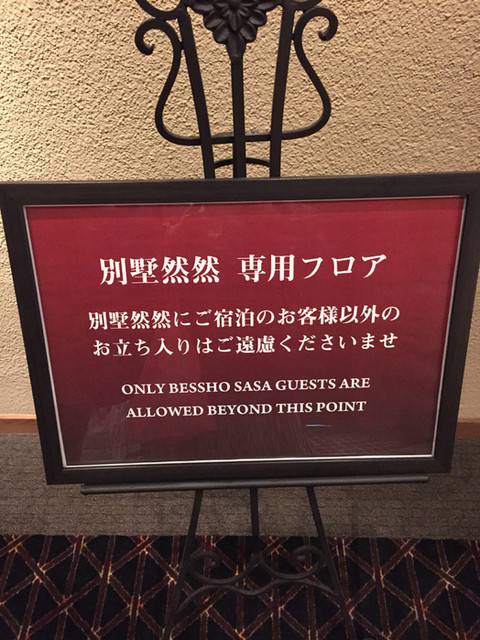 別墅然然 専用フロア
別墅然然にご宿泊のお客様以外の
お立ち入りはご遠慮くださいませ
ONLY BESSHO SASA GUESTS ARE
ALLOWED BEYOND THIS POINT